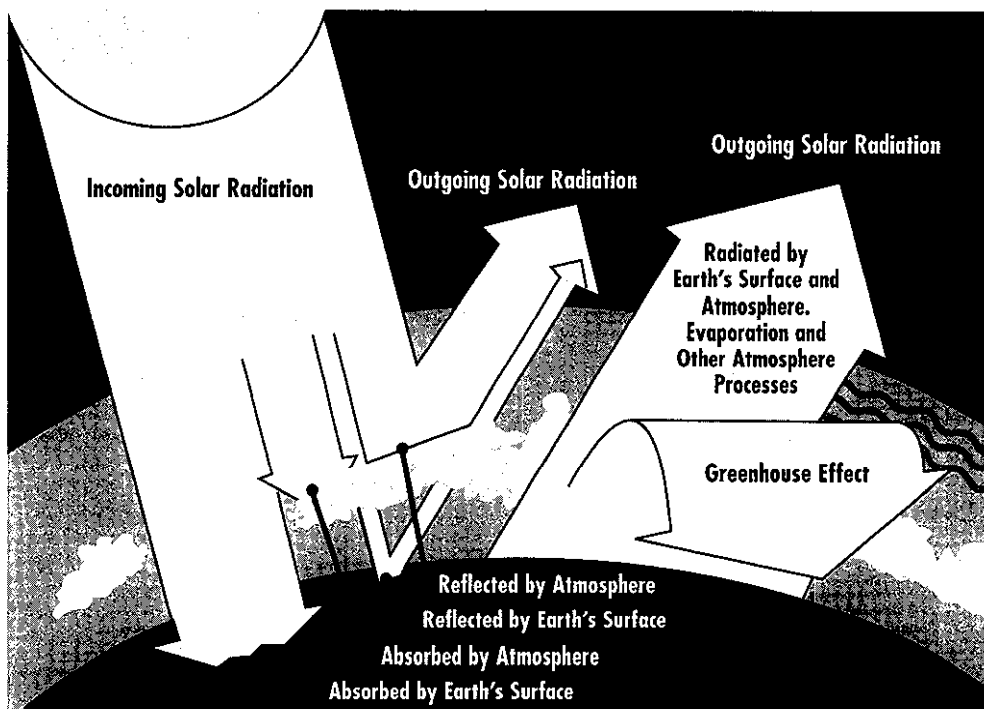 Incoming Solar Radiation
Outgoing Solar Radiation
Outgoing Solar Radiation
Radiated by
Earth's Surface and
Atmosphere.
Evaporation and
Other Atmosphere
Processes
Greenhouse Effect
Reflected by Atmosphere
Reflected by Earth's Surface
Absorbed by Atmosphere
Absorbed by Earth's Surface